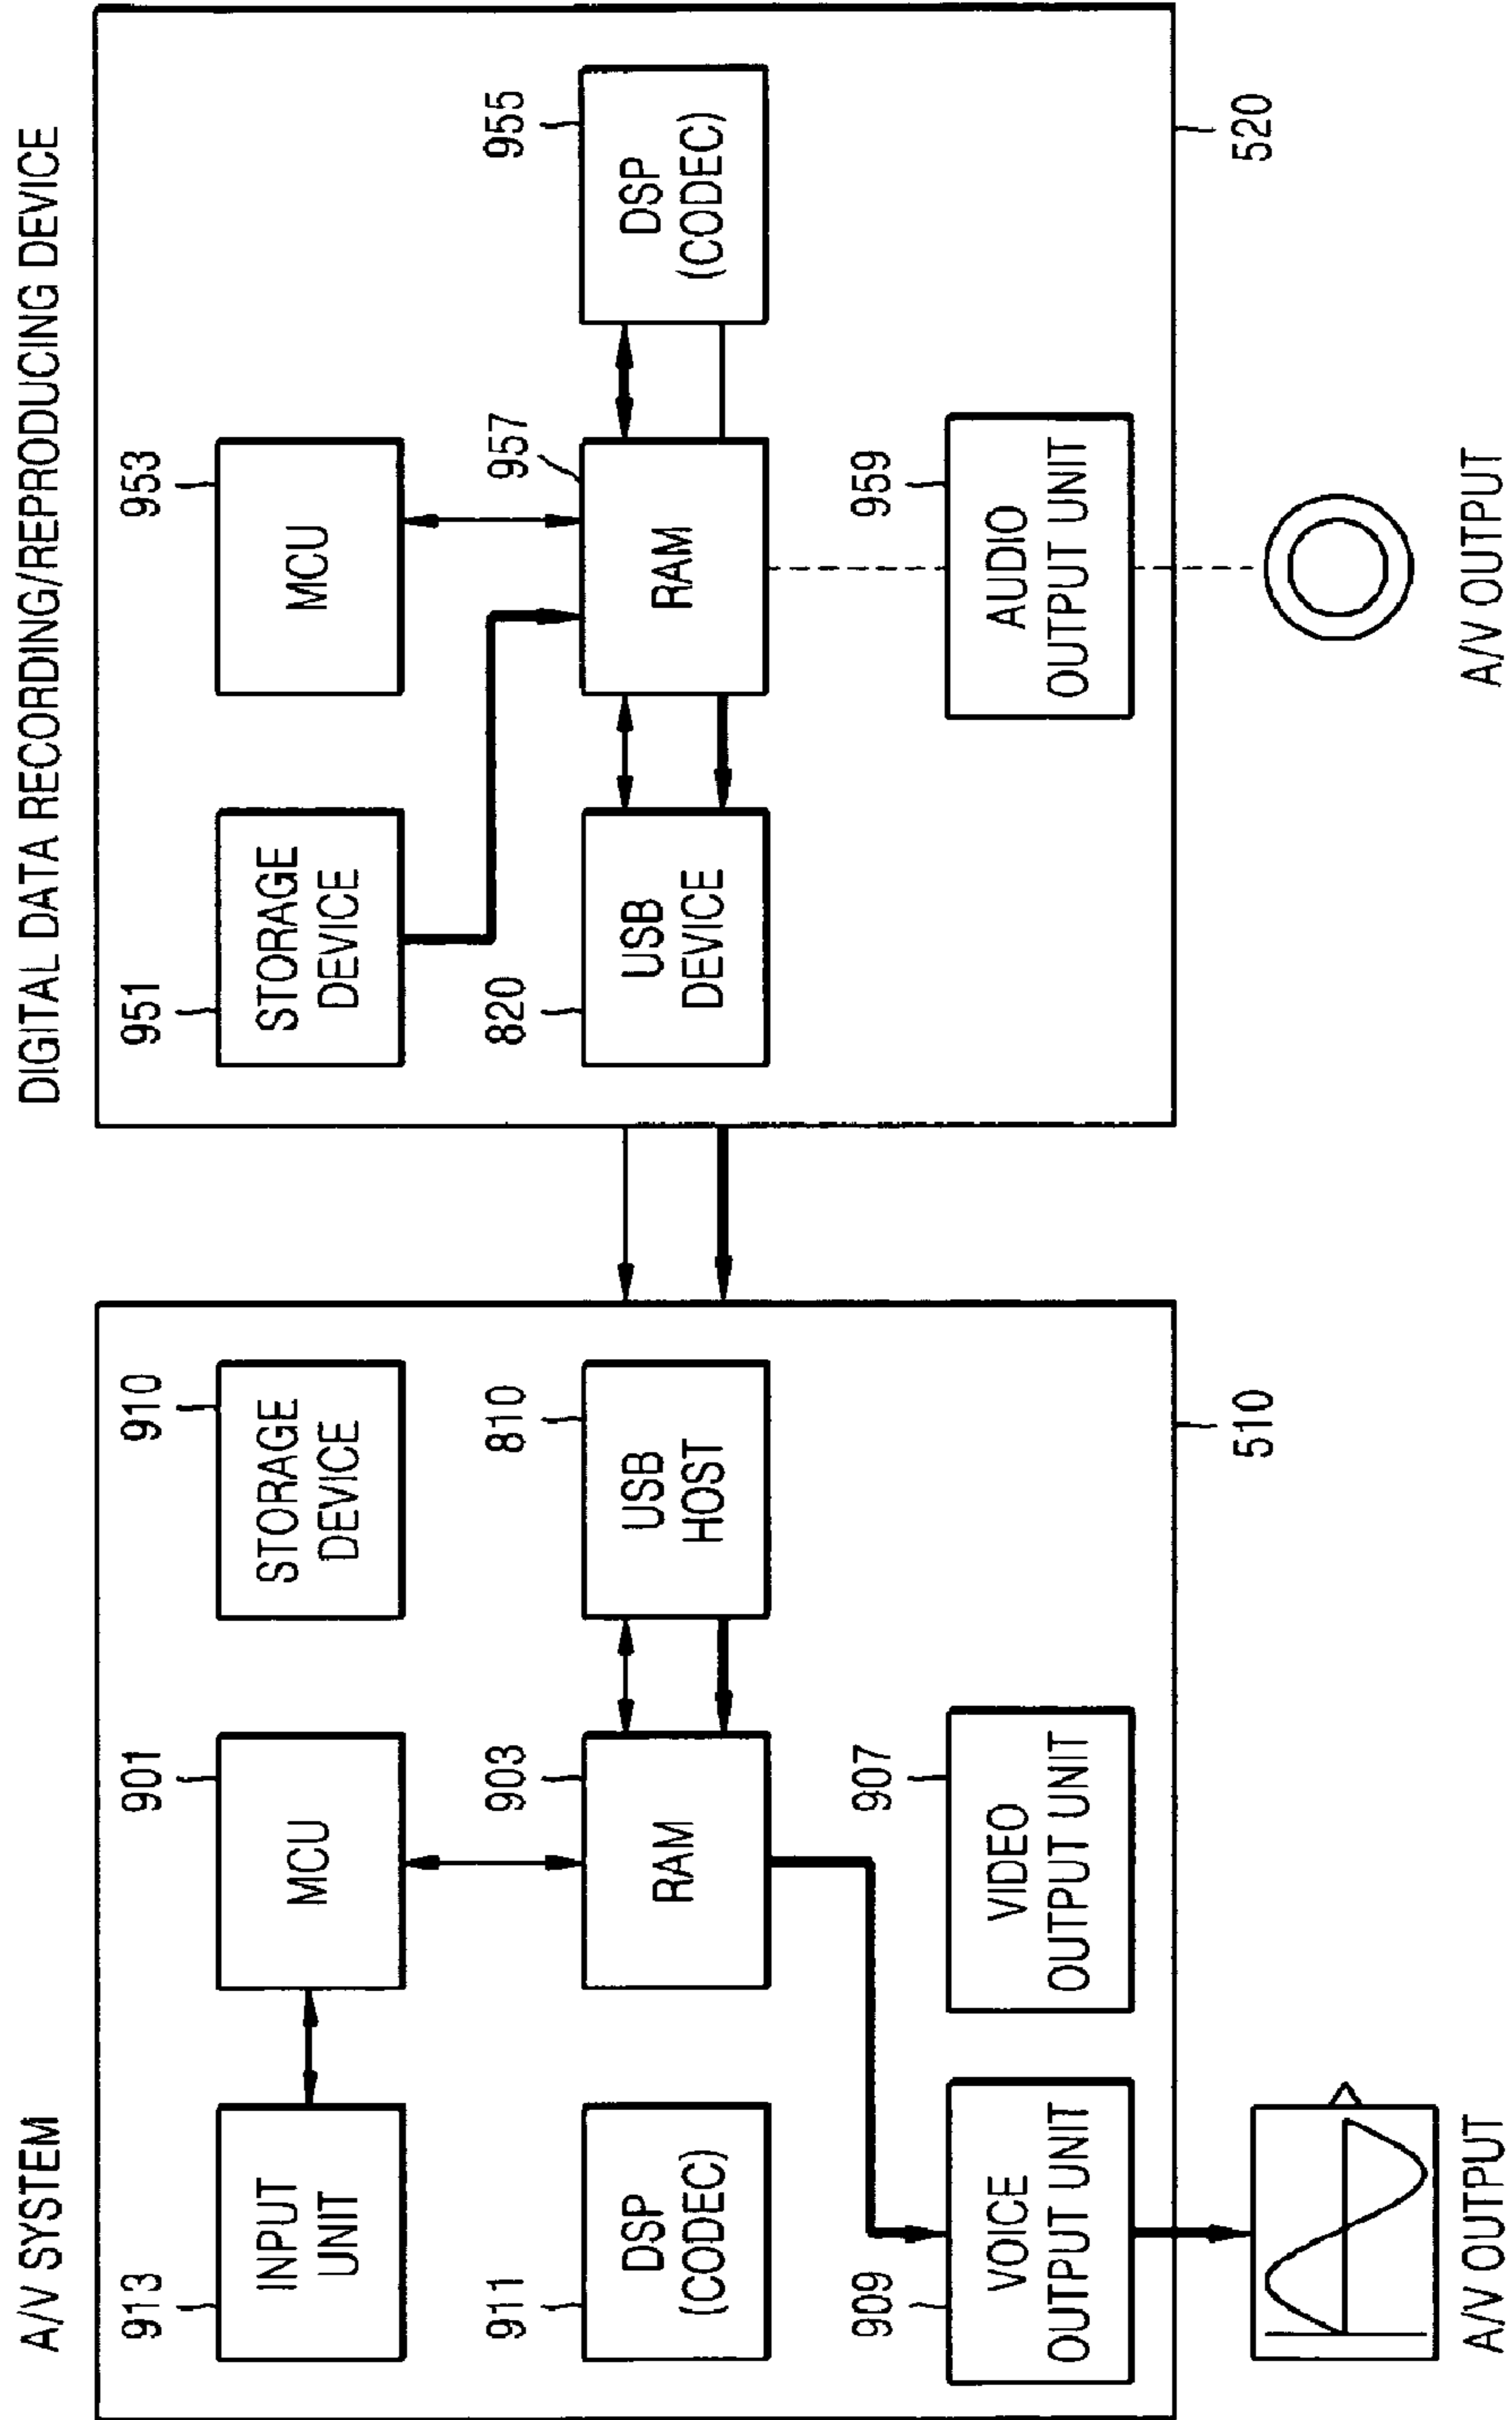 A/V SYSTEM
913
INPUT
UNIT
901
MCU
910
STORAGE
DEVICE
911
DSP
(CODEC)
903
RAM
810
USB
HOST
909
VOICE
OUTPUT UNIT
907
VIDEO
OUTPUT UNIT
510
A/V OUTPUT
DIGITAL DATA RECORDING/REPRODUCING DEVICE
951
STORAGE
DEVICE
953
MCU
820
USB
DEVICE
957
RAM
955
DSP
(CODEC)
959
AUDIO
OUTPUT UNIT
520
A/V OUTPUT